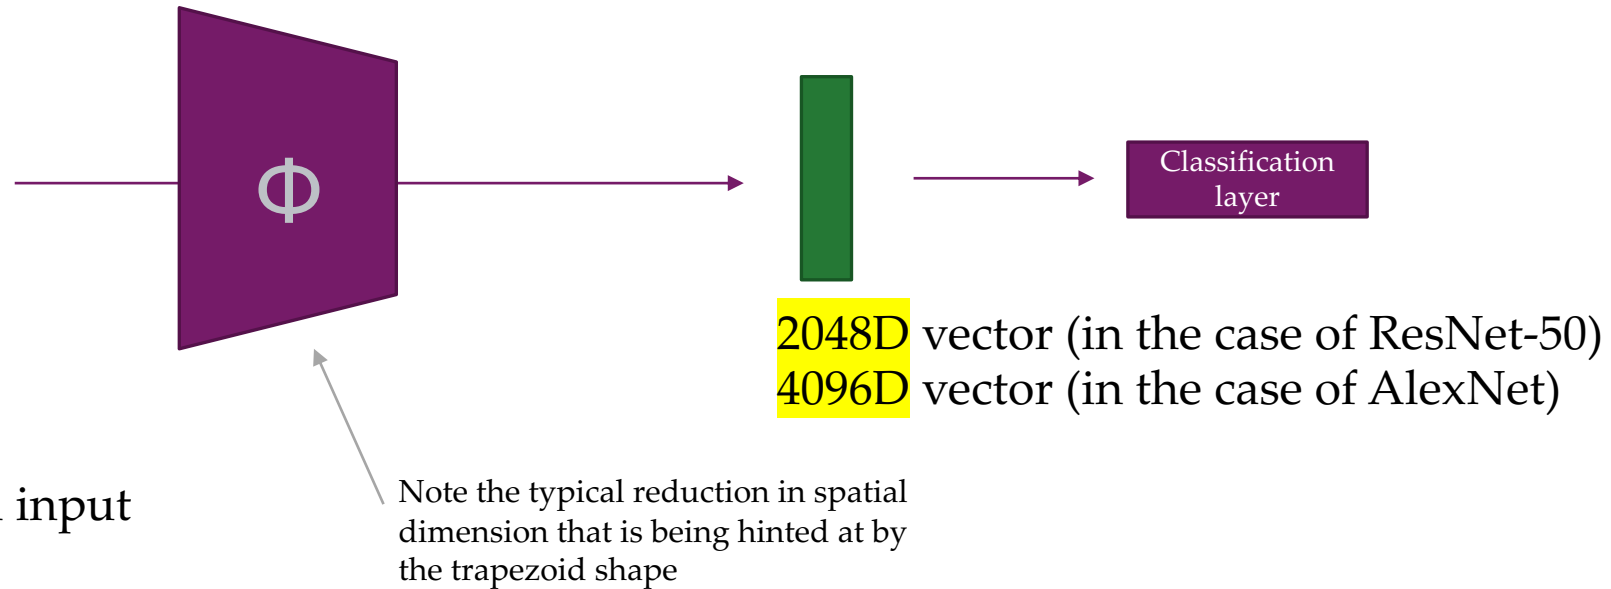 Φ
Classification
layer
2048D vector (in the case of ResNet-50)
4096D vector (in the case of AlexNet)
input
Note the typical reduction in spatial
dimension that is being hinted at by
the trapezoid shape